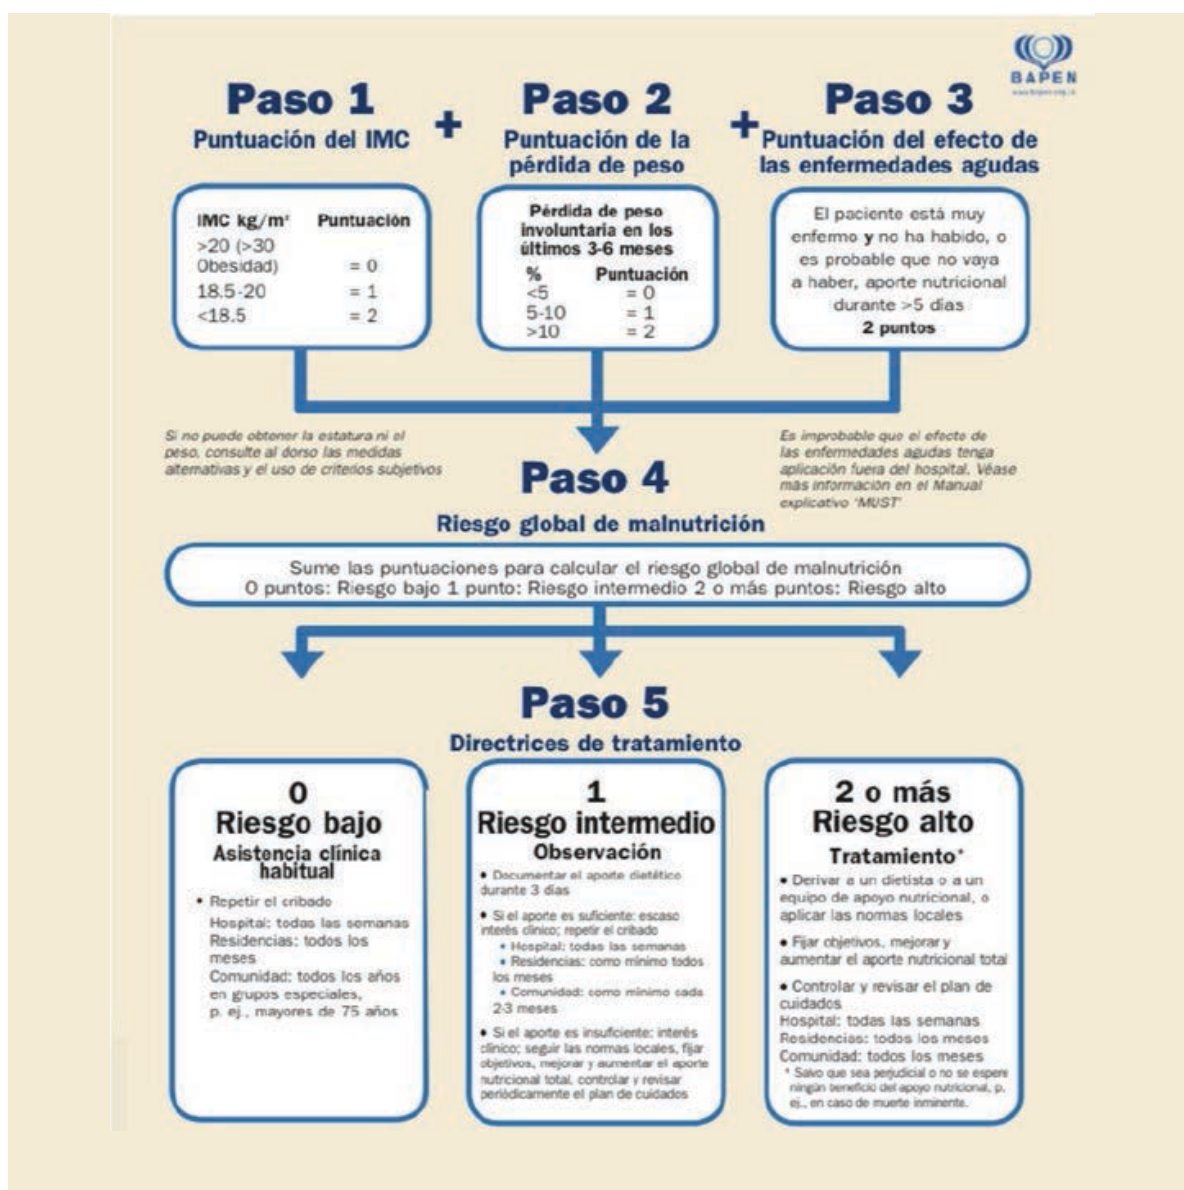 BAPEN
Paso 1
Puntuación del IMC
+
Paso 2
Puntuación de la
pérdida de peso
+
Paso 3
Puntuación del efecto de
las enfermedades agudas
IMC kg/m² Puntuación
>20 (>30
Obesidad) = 0
18.5-20 = 1
<18.5 = 2
Pérdida de peso
involuntaria en los
últimos 3-6 meses
% Puntuación
<5 = 0
5-10 = 1
>10 = 2
El paciente está muy
enfermo y no ha habido, o
es probable que no vaya
a haber, aporte nutricional
durante >5 días
2 puntos
Si no puede obtener la estatura ni el
peso, consulte al dorso las medidas
alternativas y el uso de criterios subjetivos
Es improbable que el efecto de
las enfermedades agudas tenga
aplicación fuera del hospital. Véase
más información en el Manual
explicativo 'MUST'
Paso 4
Riesgo global de malnutrición
Sume las puntuaciones para calcular el riesgo global de malnutrición
0 puntos: Riesgo bajo 1 punto: Riesgo intermedio 2 o más puntos: Riesgo alto
Paso 5
Directrices de tratamiento
0
Riesgo bajo
Asistencia clínica
habitual
• Repetir el cribado
Hospital: todas las semanas
Residencias: todos los
meses
Comunidad: todos los años
en grupos especiales,
p. ej., mayores de 75 años
1
Riesgo intermedio
Observación
• Documentar el aporte dietético
durante 3 días
• Si el aporte es suficiente: escaso
interés clínico; repetir el cribado
• Hospital: todas las semanas
• Residencias: como mínimo todos
los meses
• Comunidad: como mínimo cada
2-3 meses
• Si el aporte es insuficiente: interés
clínico; seguir las normas locales, fijar
objetivos, mejorar y aumentar el aporte
nutricional total, controlar y revisar
periódicamente el plan de cuidados
2 o más
Riesgo alto
Tratamiento*
• Derivar a un dietista o a un
equipo de apoyo nutricional, o
aplicar las normas locales
• Fijar objetivos, mejorar y
aumentar el aporte nutricional total
• Controlar y revisar el plan de
cuidados
Hospital: todas las semanas
Residencias: todos los meses
Comunidad: todos los meses
* Salvo que sea perjudicial o no se espere
ningún beneficio del apoyo nutricional, p.
ej., en caso de muerte inminente.